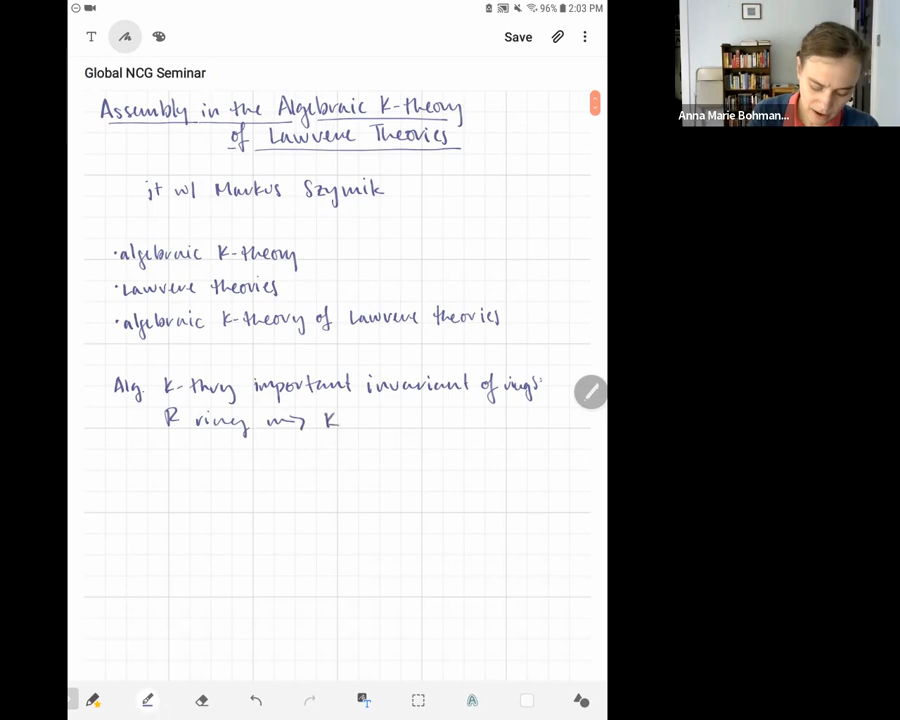 96% 2:03 PM
T
Save
Global NCG Seminar
Assembly in the Algebraic K-theory
of Lawvere Theories
jt w/ Markus Szymik
• algebraic K-theory
• Lawvere theories
• algebraic K-theory of Lawvere theories
Alg. K-thry important invariant of rings:
R ring ⇝ K
Anna Marie Bohman...